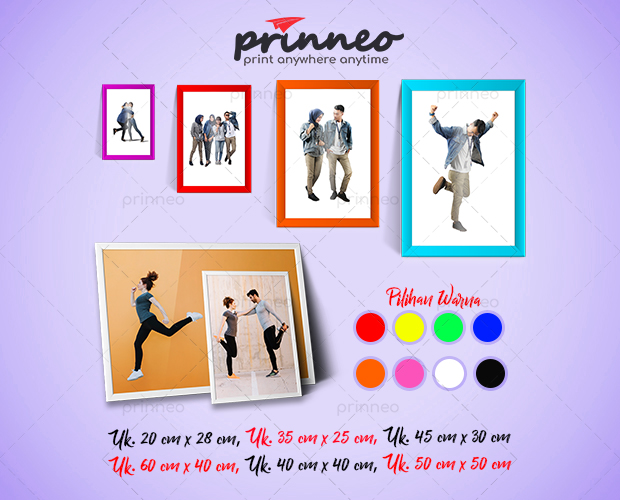 prinneo
print anywhere anytime
Pilihan Warna
Uk. 20 cm x 28 cm, Uk. 35 cm x 25 cm, Uk. 45 cm x 30 cm
Uk. 60 cm x 40 cm, Uk. 40 cm x 40 cm, Uk. 50 cm x 50 cm